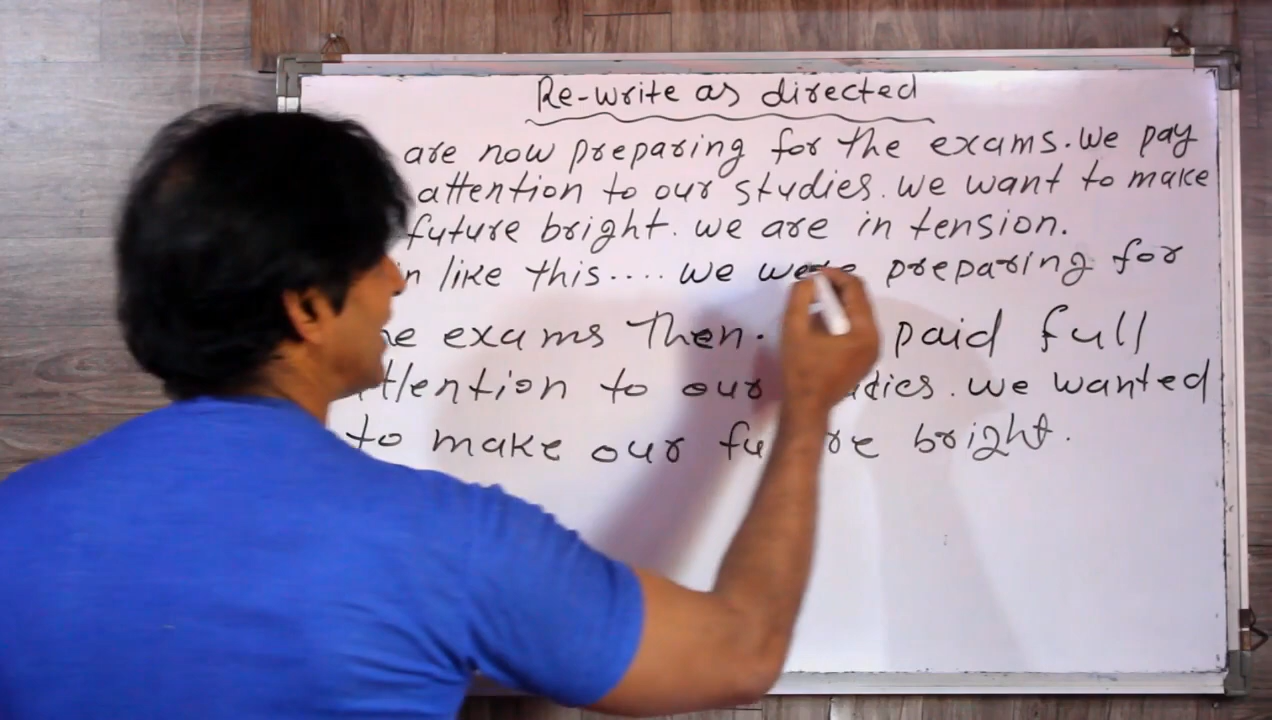 Re-write as directed
are now preparing for the exams. We pay
attention to our studies. We want to make
future bright. We are in tension.
like this.... We were preparing for
exams then. paid full
to our We wanted
to make our bright.